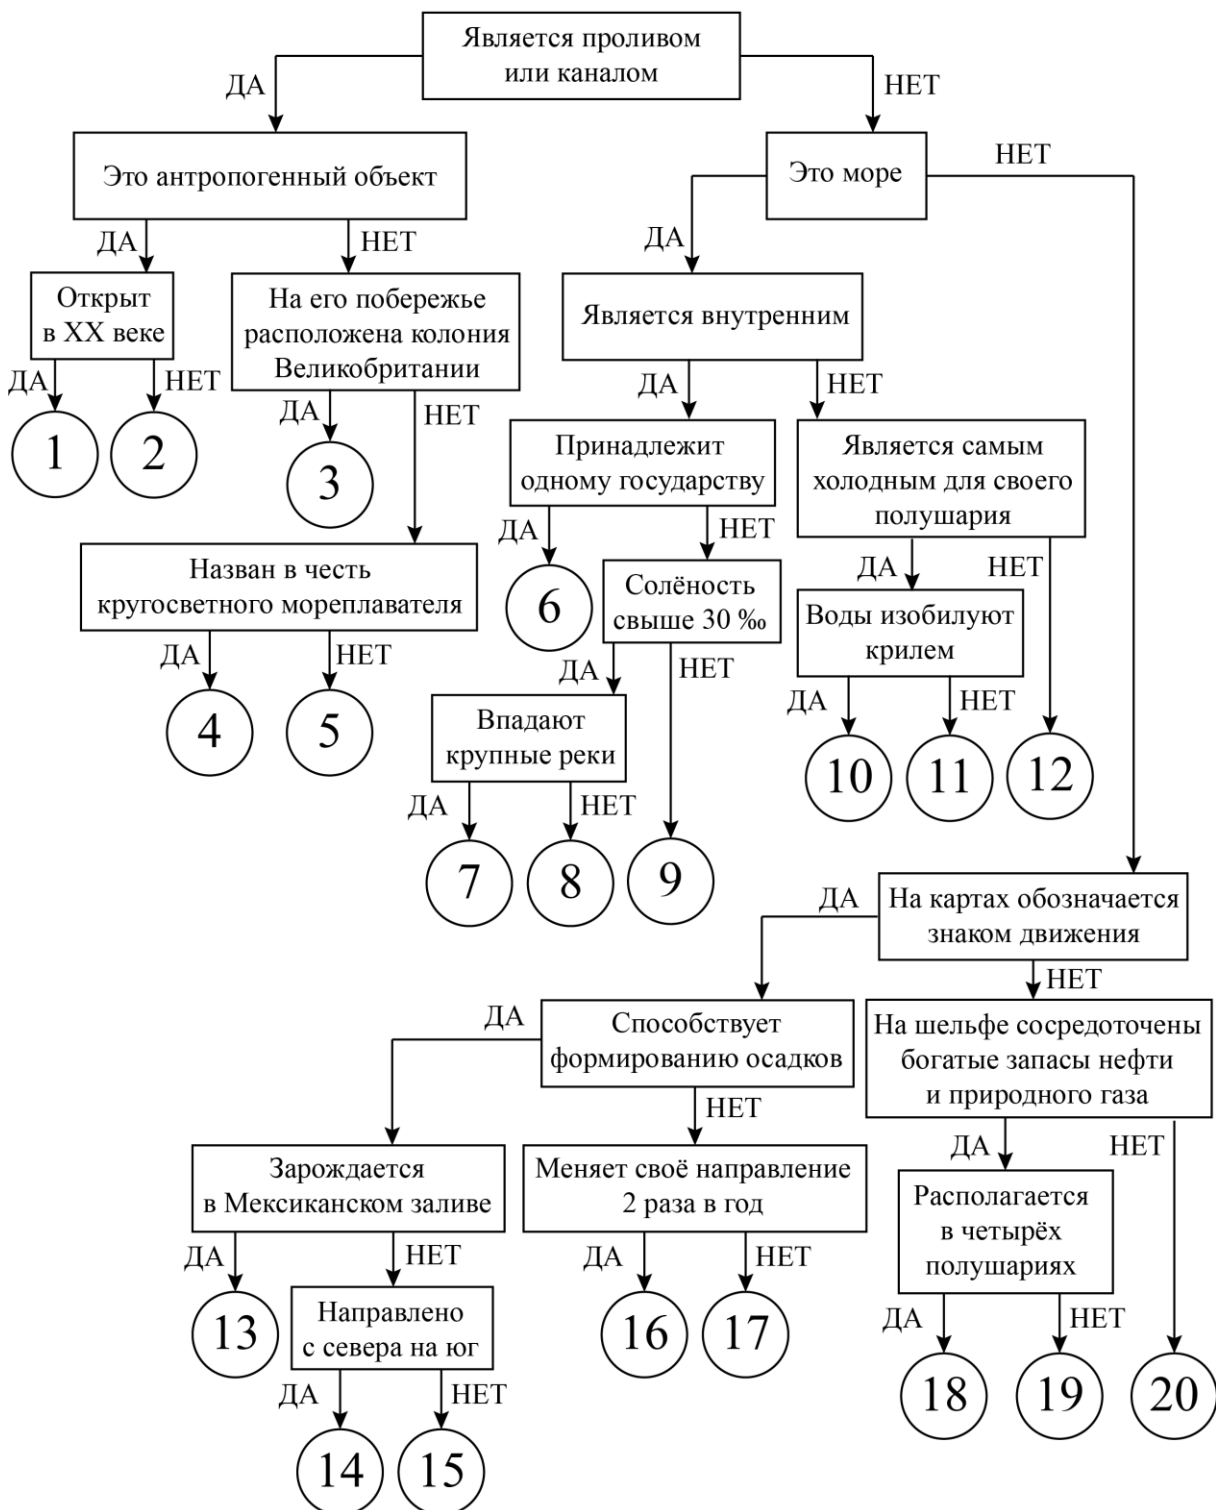 Является проливом
или каналом
ДА
НЕТ
Это антропогенный объект
Это море
НЕТ
ДА
НЕТ
ДА
Открыт
в XX веке
На его побережье
расположена колония
Великобритании
Является внутренним
ДА
НЕТ
ДА
НЕТ
ДА
НЕТ
1
2
3
Принадлежит
одному государству
Является самым
холодным для своего
полушария
ДА
НЕТ
ДА
НЕТ
Назван в честь
кругосветного мореплавателя
6
Солёность
свыше 30 ‰
Воды изобилуют
крилем
ДА
НЕТ
ДА
НЕТ
ДА
НЕТ
4
5
Впадают
крупные реки
10
11
12
ДА
НЕТ
7
8
9
ДА
На картах обозначается
знаком движения
НЕТ
ДА
Способствует
формированию осадков
На шельфе сосредоточены
богатые запасы нефти
и природного газа
НЕТ
ДА
НЕТ
Зарождается
в Мексиканском заливе
Меняет своё направление
2 раза в год
Располагается
в четырёх
полушариях
ДА
НЕТ
ДА
НЕТ
ДА
НЕТ
13
Направлено
с севера на юг
16
17
18
19
20
ДА
НЕТ
14
15